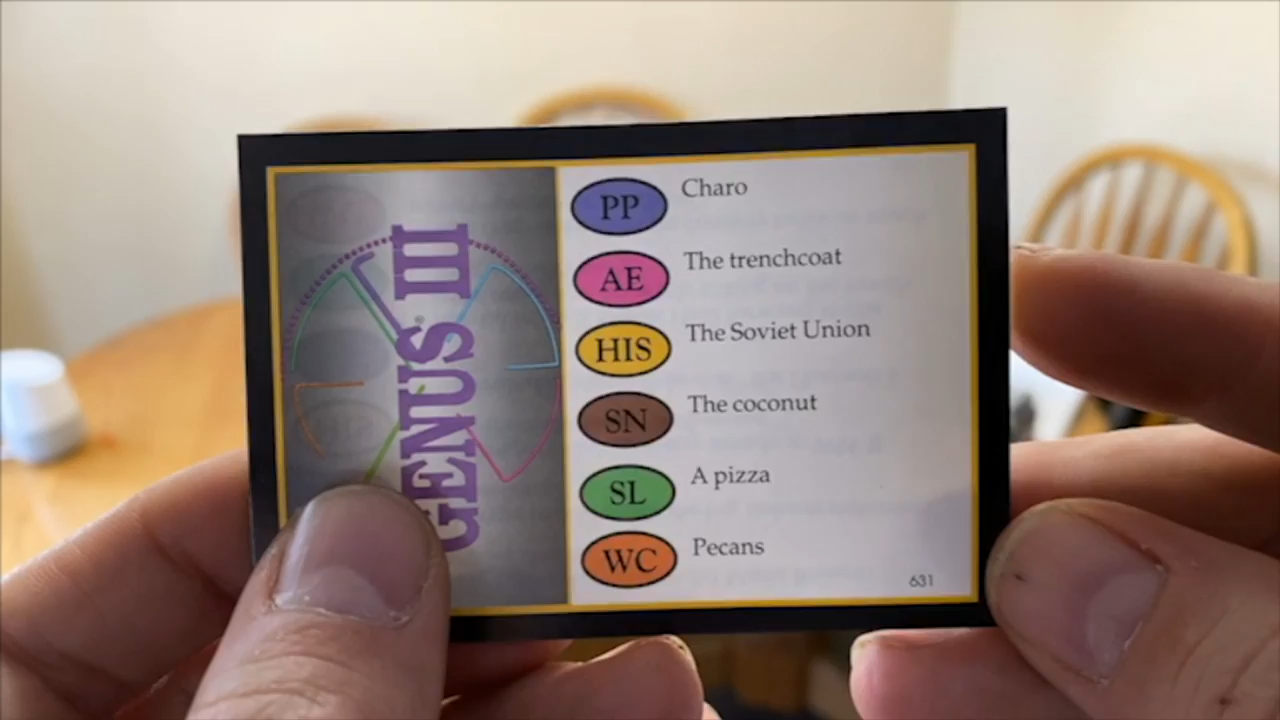 GENUS® III
PP Charo
AE The trenchcoat
HIS The Soviet Union
SN The coconut
SL A pizza
WC Pecans
631